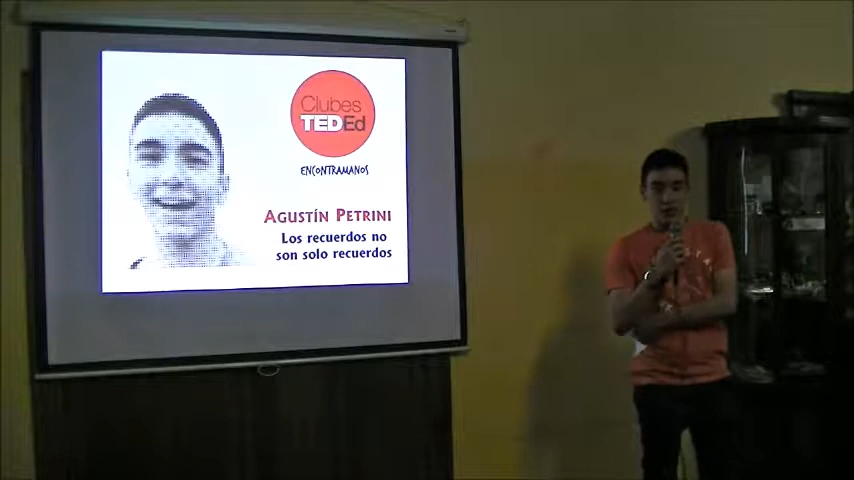 Clubes
TEDEd
ENCONTRAMANOS
AGUSTÍN PETRINI
Los recuerdos no
son solo recuerdos